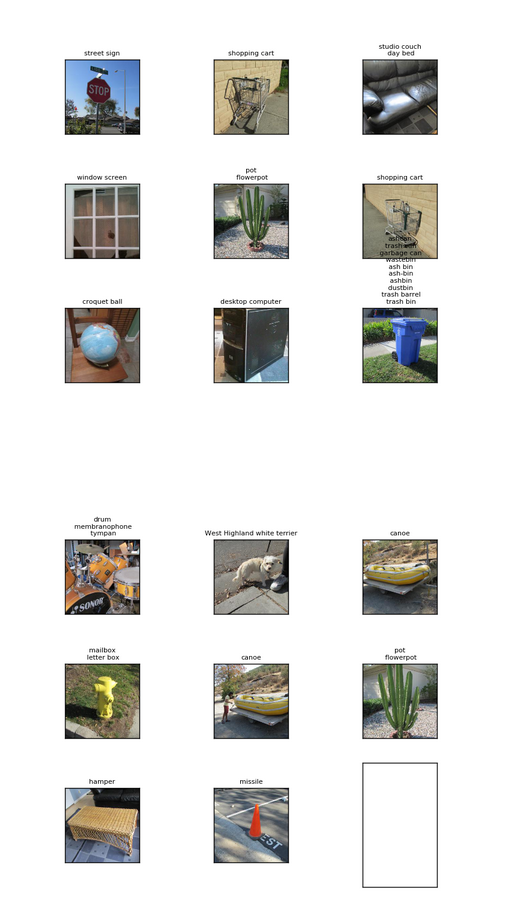 street sign
shopping cart
studio couch
day bed
STOP
window screen
pot
flowerpot
shopping cart
ashcan
trash can
garbage can
wastebin
ash bin
ash-bin
ashbin
dustbin
trash barrel
trash bin
croquet ball
desktop computer
drum
membranophone
tympan
West Highland white terrier
canoe
SONOR
mailbox
letter box
canoe
pot
flowerpot
hamper
missile
EST